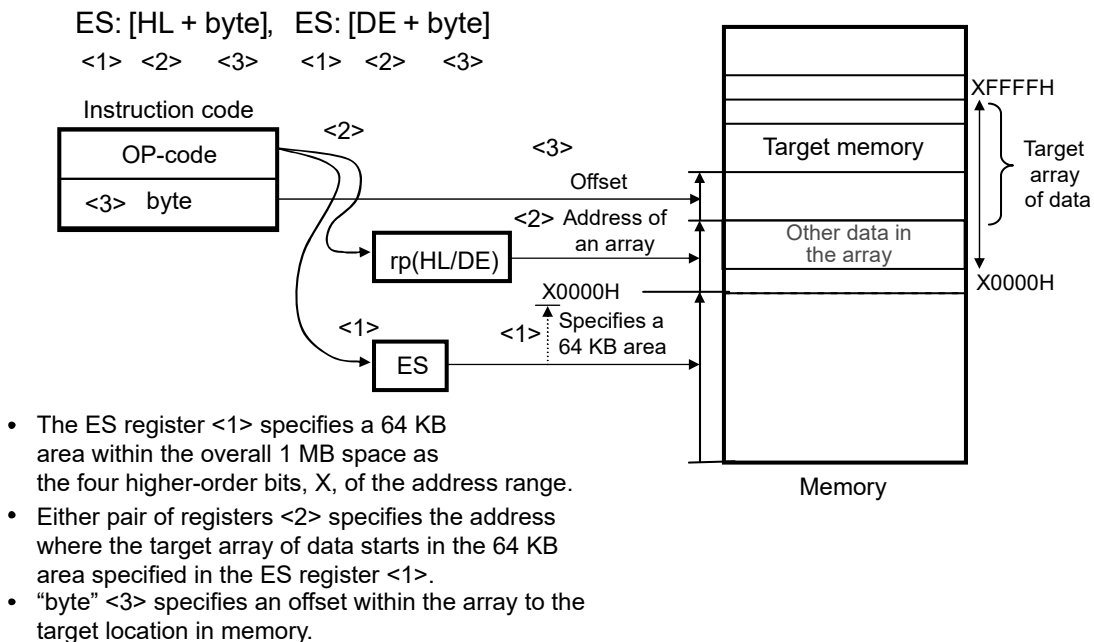 ES: [HL + byte],   ES: [DE + byte]
<1>   <2>   <3>   <1>   <2>   <3>
XFFFFH
Instruction code
<2>
OP-code
<3>
Target memory
Target
array
of data
<3>   byte
Offset
<2>   Address of
an array
Other data in
the array
rp(HL/DE)
X0000H
X0000H
<1>
<1>
Specifies a
64 KB area
ES
• The ES register <1> specifies a 64 KB
area within the overall 1 MB space as
the four higher-order bits, X, of the address range.
Memory
• Either pair of registers <2> specifies the address
where the target array of data starts in the 64 KB
area specified in the ES register <1>.
• “byte” <3> specifies an offset within the array to the
target location in memory.